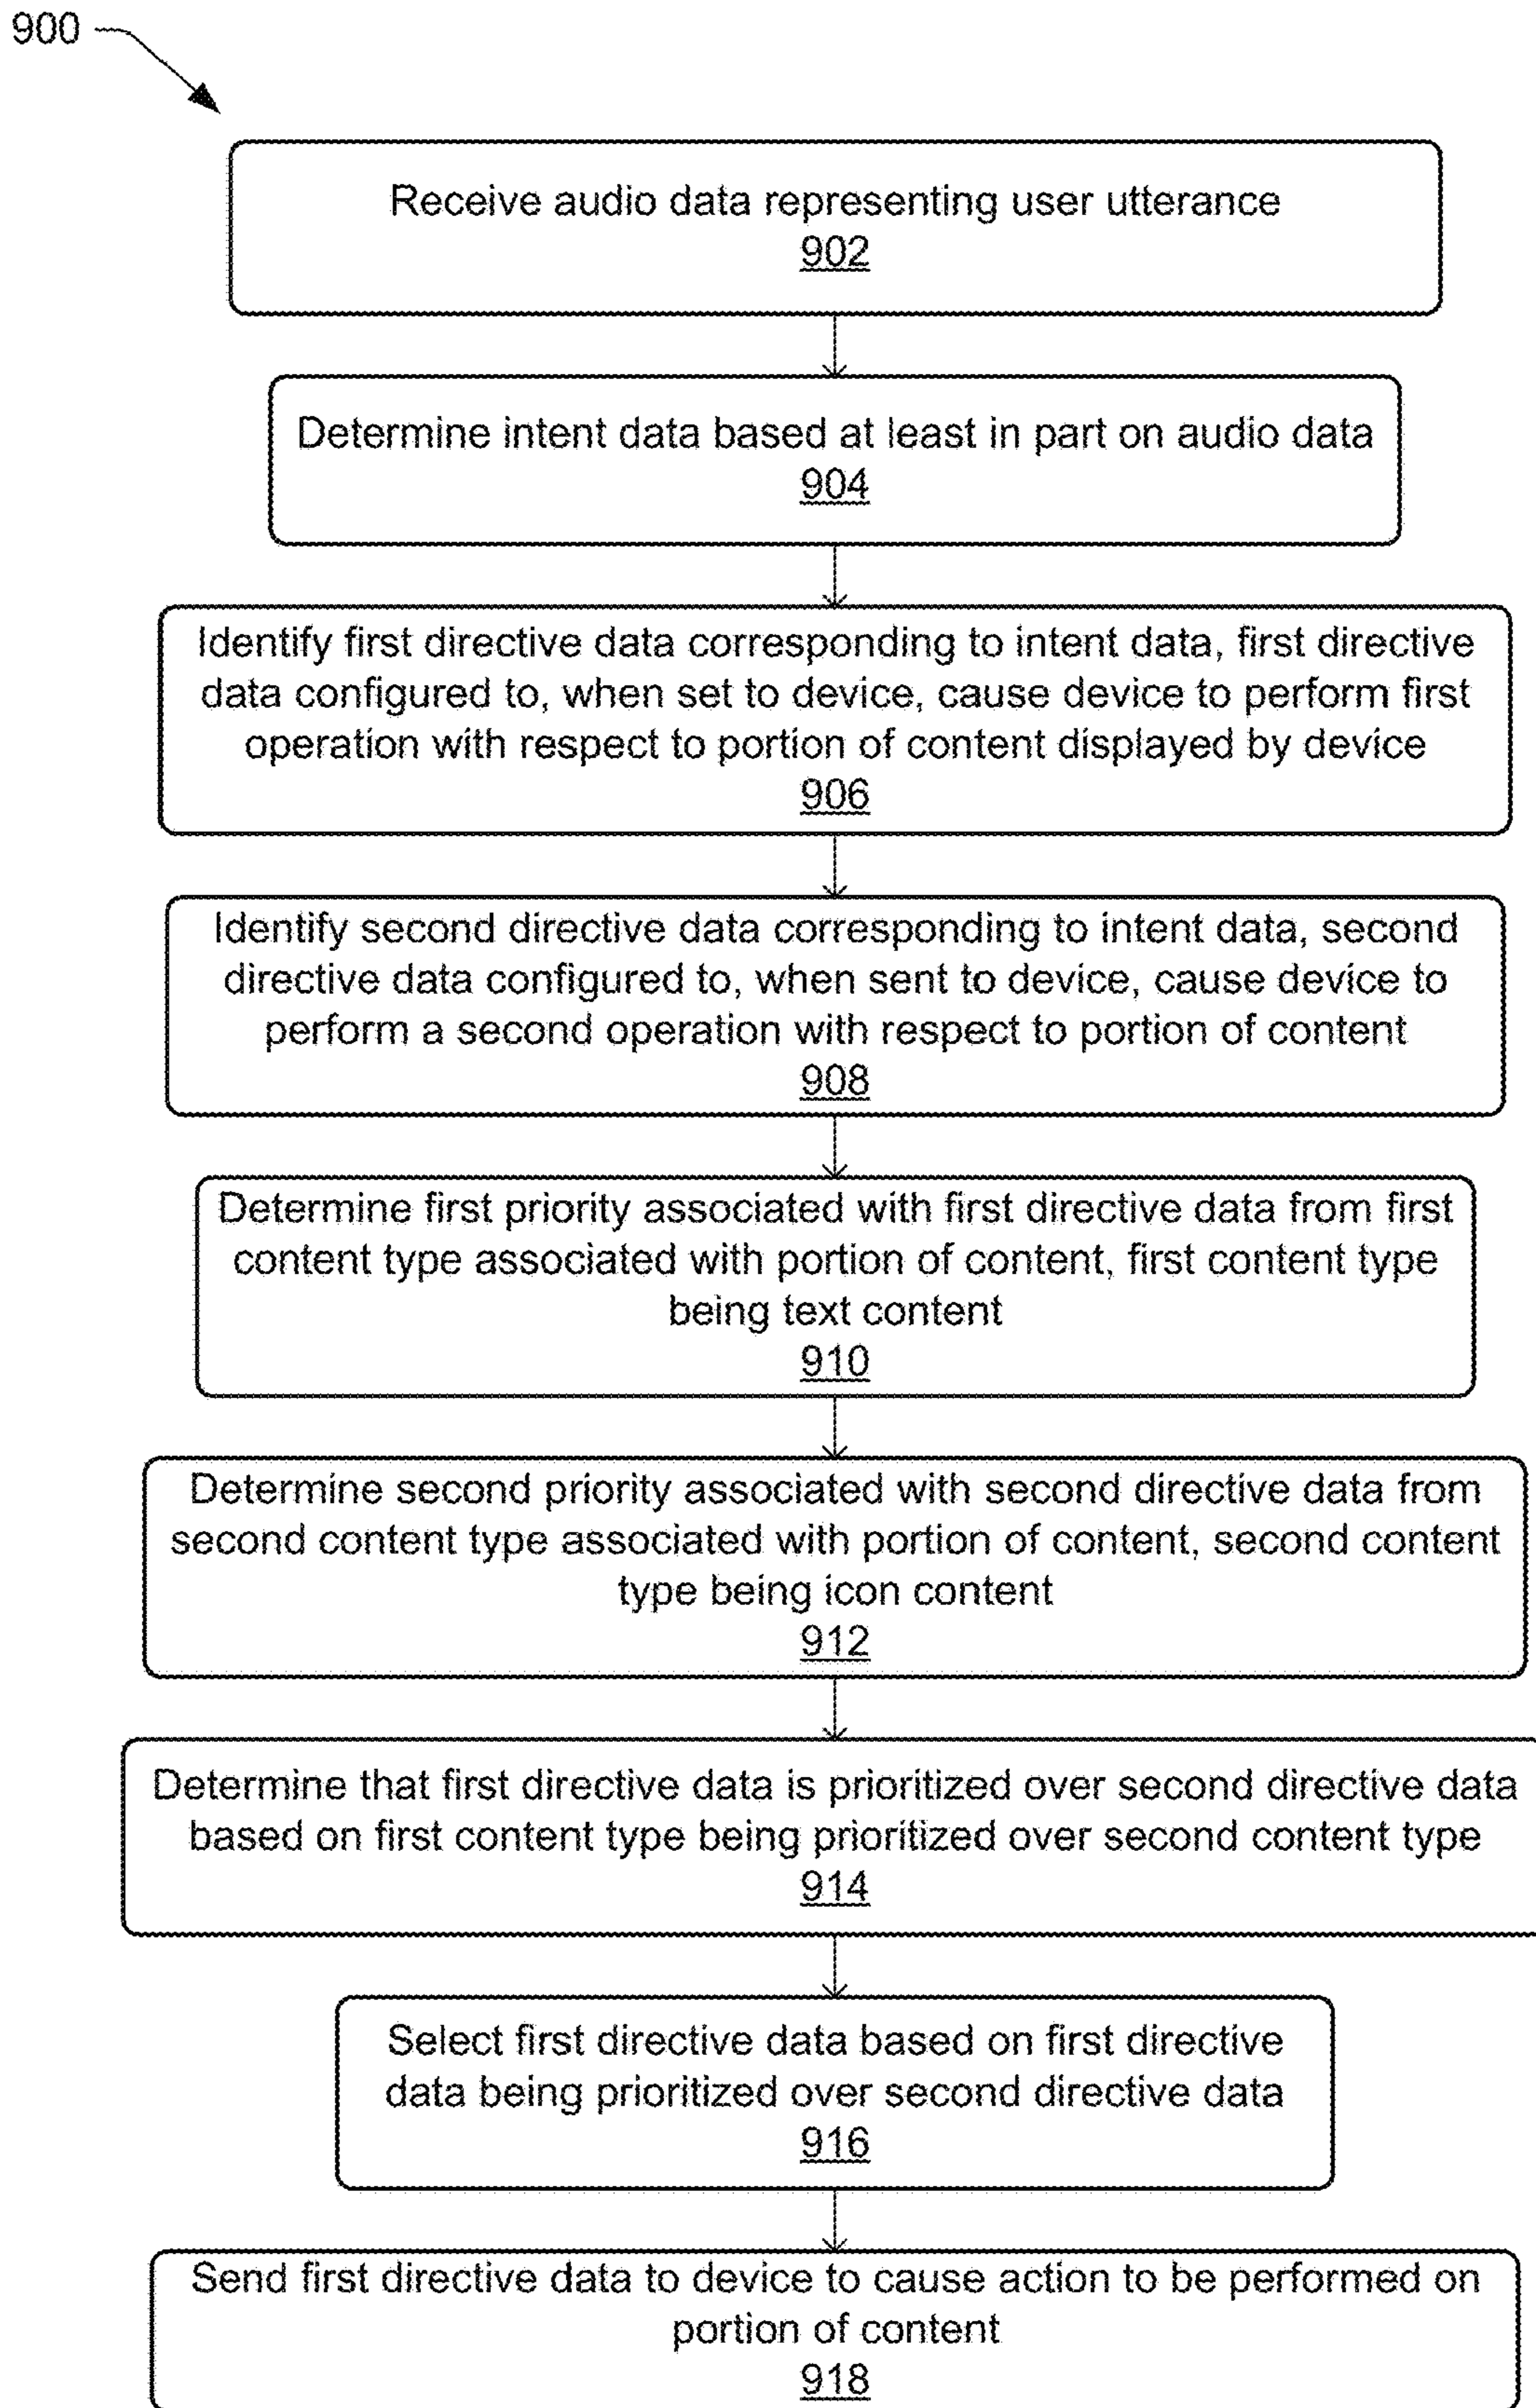 900
Receive audio data representing user utterance
902
Determine intent data based at least in part on audio data
904
Identify first directive data corresponding to intent data, first directive
data configured to, when set to device, cause device to perform first
operation with respect to portion of content displayed by device
906
Identify second directive data corresponding to intent data, second
directive data configured to, when sent to device, cause device to
perform a second operation with respect to portion of content
908
Determine first priority associated with first directive data from first
content type associated with portion of content, first content type
being text content
910
Determine second priority associated with second directive data from
second content type associated with portion of content, second content
type being icon content
912
Determine that first directive data is prioritized over second directive data
based on first content type being prioritized over second content type
914
Select first directive data based on first directive
data being prioritized over second directive data
916
Send first directive data to device to cause action to be performed on
portion of content
918